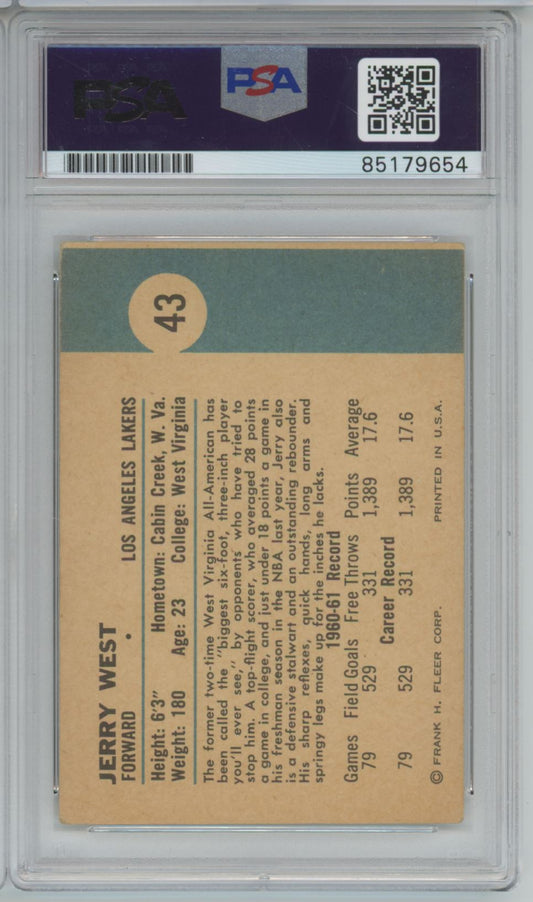 PSA
PSA
85179654
43
JERRY WEST
FORWARD • LOS ANGELES LAKERS
Height: 6'3" Hometown: Cabin Creek, W. Va.
Weight: 180 Age: 23 College: West Virginia
The former two-time West Virginia All-American has
been called the "biggest six-foot, three-inch player
you'll ever see," by opponents who have tried to
stop him. A top-flight scorer, who averaged 28 points
a game in college, and just under 18 points a game in
his freshman season in the NBA last year, Jerry also
is a defensive stalwart and an outstanding rebounder.
His sharp reflexes, quick hands, long arms and
springy legs make up for the inches he lacks.
1960-61 Record
Games Field Goals Free Throws Points Average
79 529 331 1,389 17.6
Career Record
79 529 331 1,389 17.6
© FRANK H. FLEER CORP. PRINTED IN U.S.A.